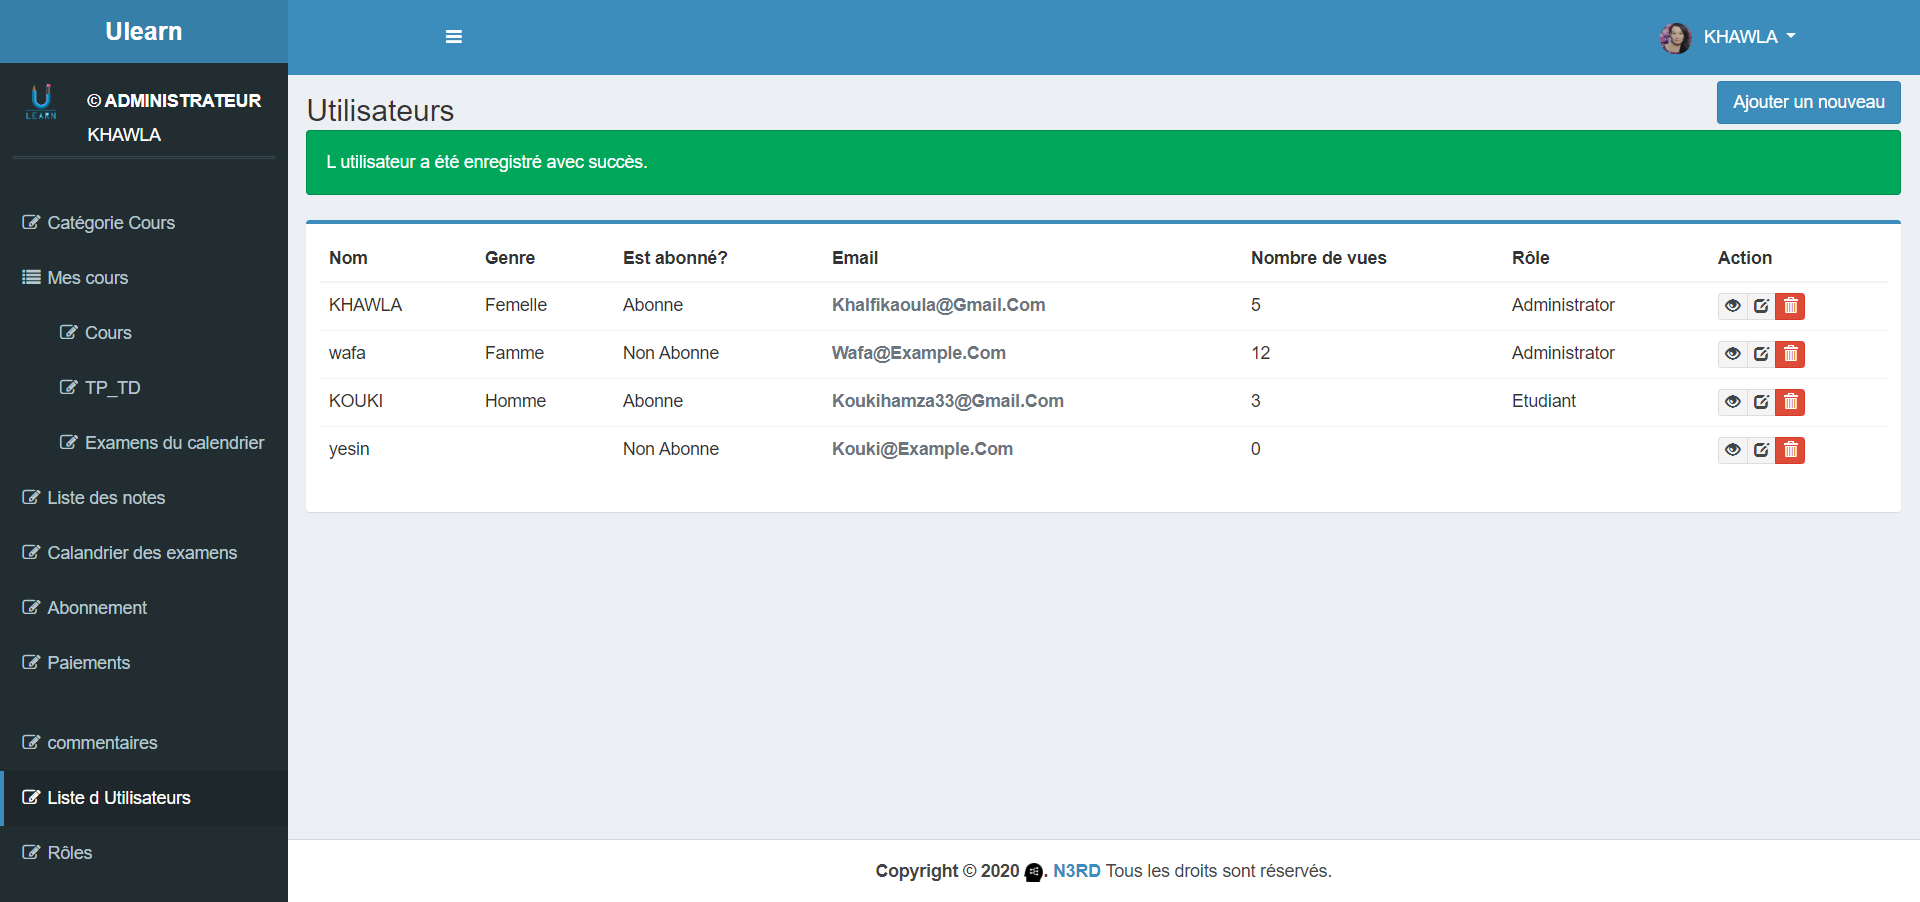 Ulearn
KHAWLA
U
LEARN
© ADMINISTRATEUR
KHAWLA
Catégorie Cours
Mes cours
Cours
TP_TD
Examens du calendrier
Liste des notes
Calandrier des examens
Abonnement
Paiements
commentaires
Liste d Utilisateurs
Rôles
Utilisateurs
Ajouter un nouveau
L utilisateur a été enregistré avec succès.
Nom Genre Est abonné? Email Nombre de vues Rôle Action
KHAWLA Femelle Abonne Khalfikaoula@Gmail.Com 5 Administrator
wafa Famme Non Abonne Wafa@Example.Com 12 Administrator
KOUKI Homme Abonne Koukihamza33@Gmail.Com 3 Etudiant
yesin Non Abonne Kouki@Example.Com 0
Copyright © 2020 . N3RD Tous les droits sont réservés.